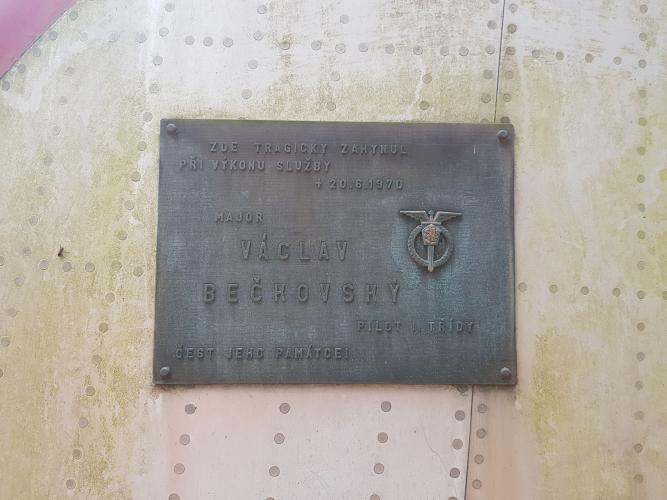 ZDE TRAGICKY ZAHYNUL
PŘI VÝKONU SLUŽBY
+ 20.6.1970
MAJOR
VÁCLAV
BEČKOVSKÝ
PILOT I. TŘÍDY
ČEST JEHO PAMÁTCE!